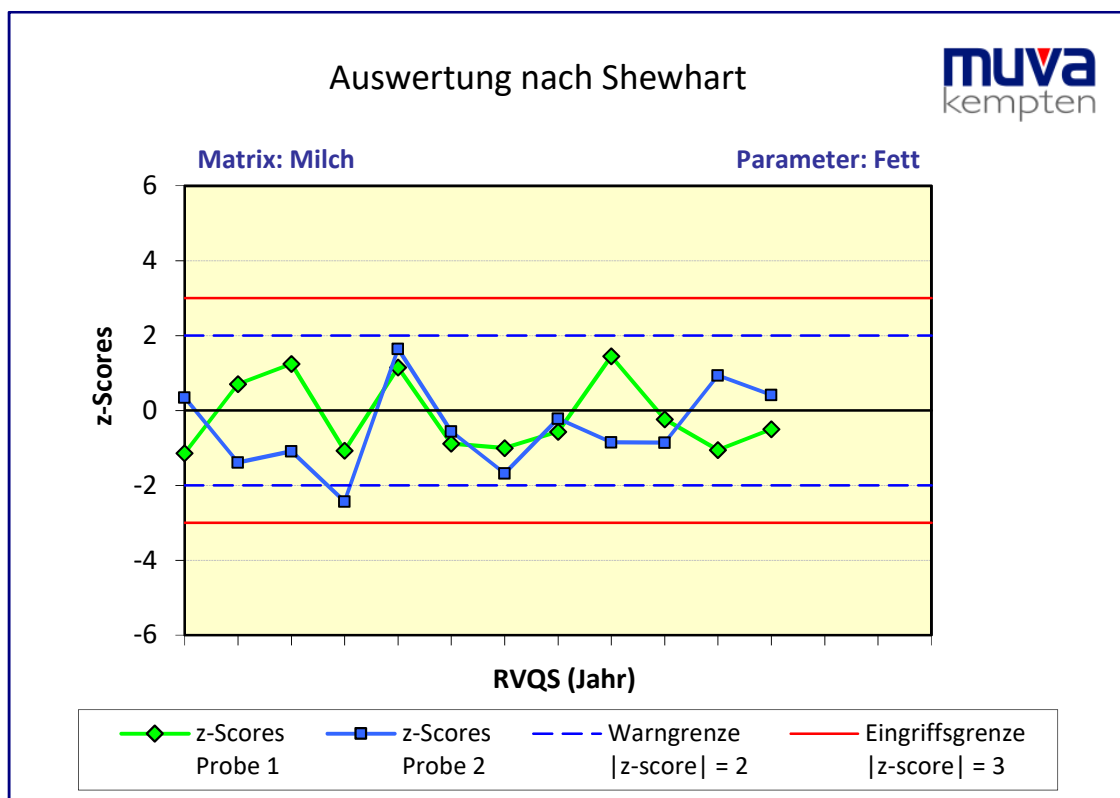 Auswertung nach Shewhart
muva
kempten
Matrix: Milch
Parameter: Fett
6
4
2
0
-2
-4
-6
z-Scores
RVQS (Jahr)
z-Scores
Probe 1
z-Scores
Probe 2
Warngrenze
|z-score| = 2
Eingriffsgrenze
|z-score| = 3